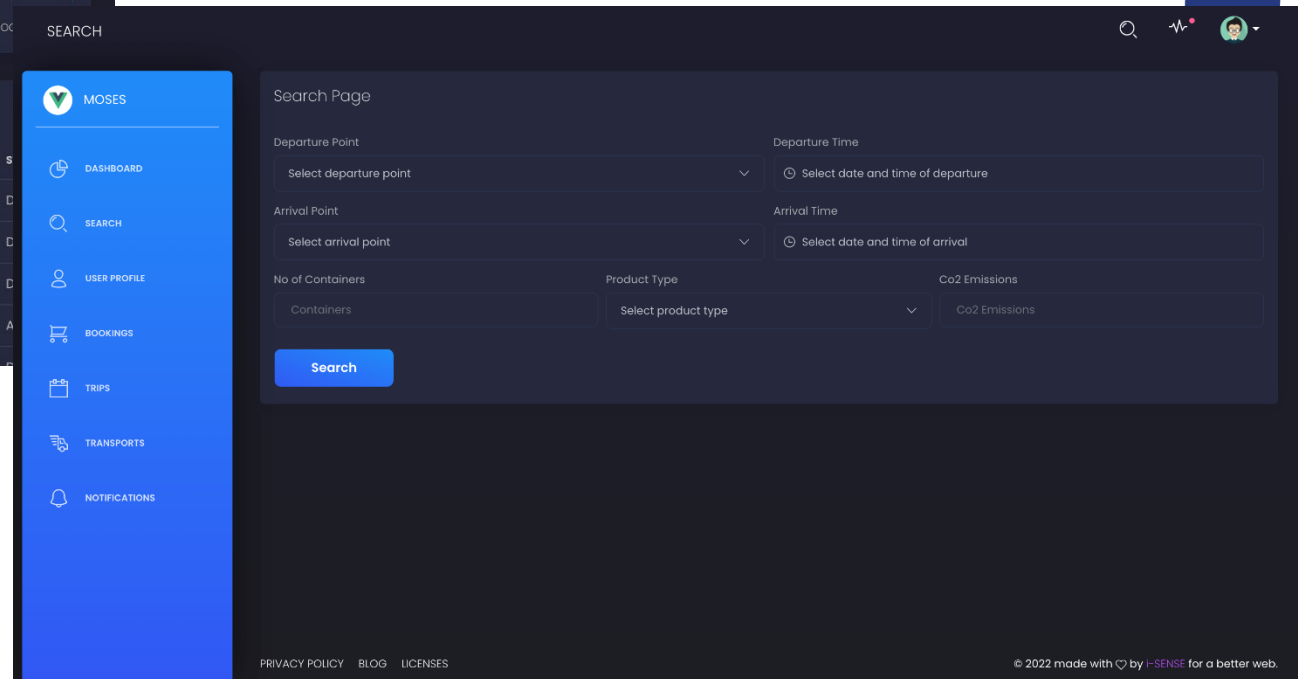 SEARCH
MOSES
DASHBOARD
SEARCH
USER PROFILE
BOOKINGS
TRIPS
TRANSPORTS
NOTIFICATIONS
Search Page
Departure Point
Departure Time
Select departure point
Select date and time of departure
Arrival Point
Arrival Time
Select arrival point
Select date and time of arrival
No of Containers
Product Type
Co2 Emissions
Containers
Select product type
Co2 Emissions
Search
PRIVACY POLICY BLOG LICENSES
© 2022 made with ♡ by i-SENSE for a better web.